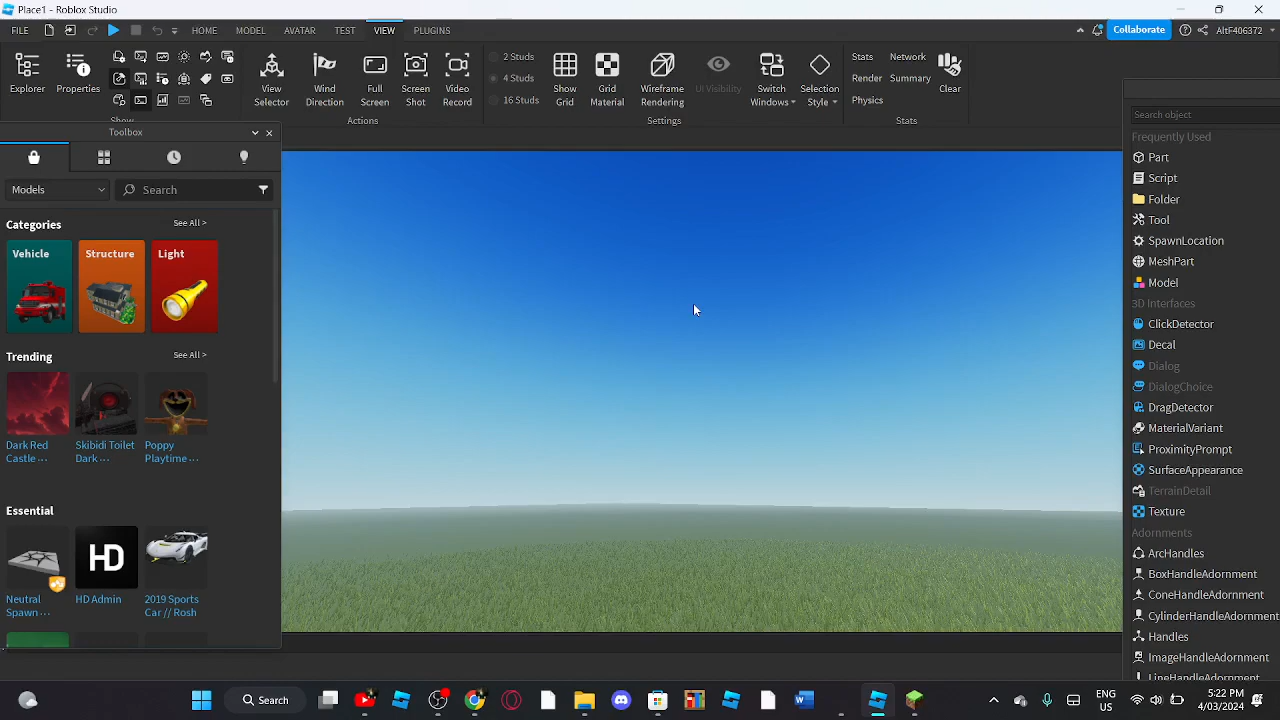 Place1 - Roblox Studio
FILE
HOME
MODEL
AVATAR
TEST
VIEW
PLUGINS
Collaborate
AtEF406372
Explorer
Properties
Show
View
Selector
Wind
Direction
Full
Screen
Screen
Shot
Video
Record
Actions
2 Studs
4 Studs
16 Studs
Show
Grid
Grid
Material
Wireframe
Rendering
UI Visibility
Switch
Windows
Selection
Style
Settings
Stats
Network
Render
Summary
Physics
Clear
Stats
Toolbox
Models
Search
Categories
See All >
Vehicle
Structure
Light
Trending
See All >
Dark Red
Castle ...
Skibidi Toilet
Dark ...
Poppy
Playtime ...
Essential
Neutral
Spawn ...
HD
HD Admin
2019 Sports
Car // Rosh
Search object
Frequently Used
Part
Script
Folder
Tool
SpawnLocation
MeshPart
Model
3D Interfaces
ClickDetector
Decal
Dialog
DialogChoice
DragDetector
MaterialVariant
ProximityPrompt
SurfaceAppearance
TerrainDetail
Texture
Adornments
ArcHandles
BoxHandleAdornment
ConeHandleAdornment
CylinderHandleAdornment
Handles
ImageHandleAdornment
LineHandleAdornment
Search
ENG
US
5:22 PM
4/03/2024